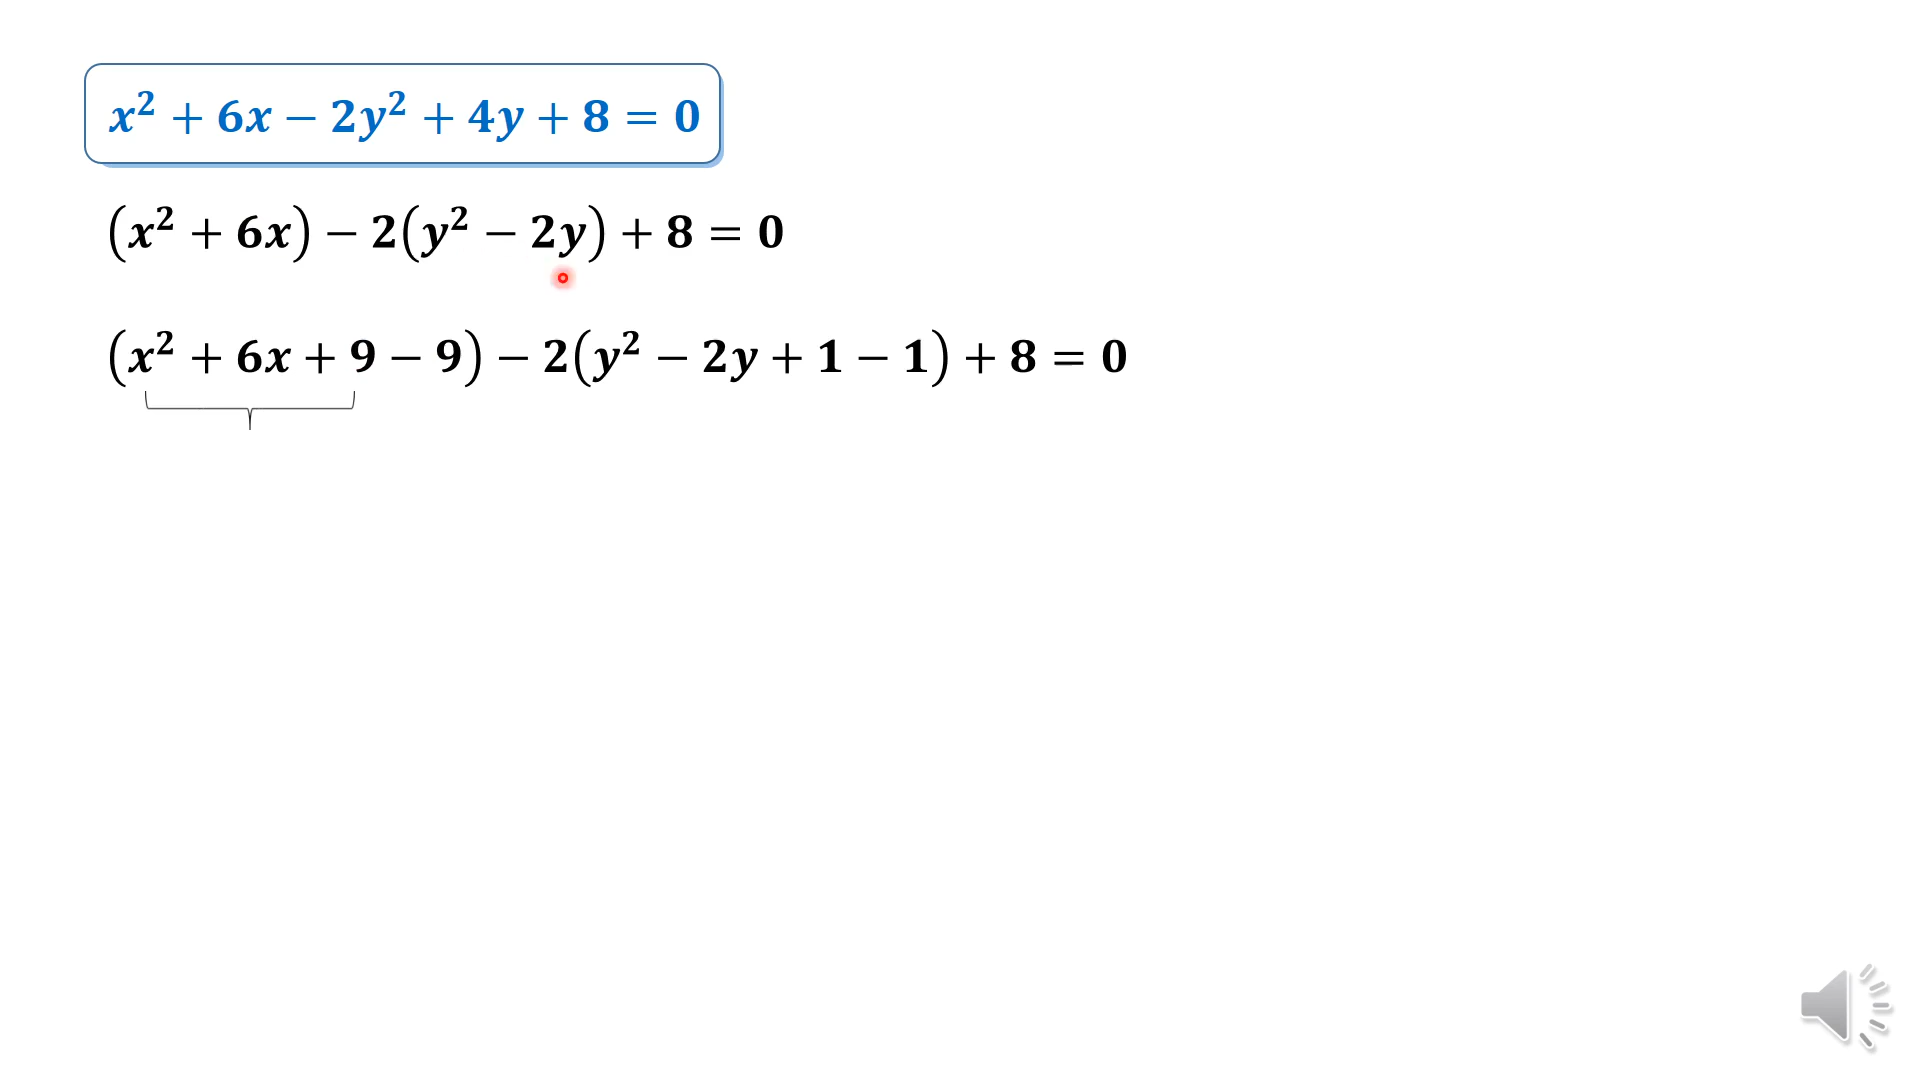 x² + 6x − 2y² + 4y + 8 = 0
(x² + 6x) − 2(y² − 2y) + 8 = 0
(x² + 6x + 9 − 9) − 2(y² − 2y + 1 − 1) + 8 = 0